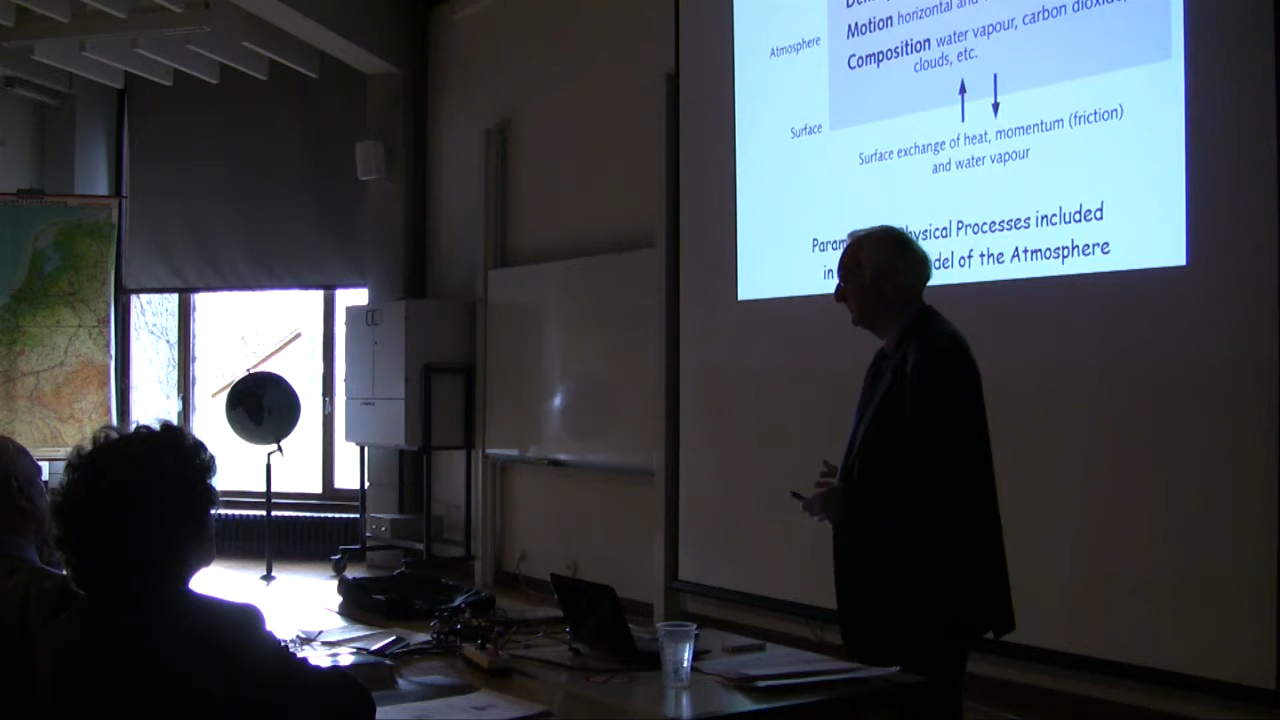 Motion horizontal and
Atmosphere
Composition water vapour, carbon dioxide,
clouds, etc.
Surface
Surface exchange of heat, momentum (friction)
and water vapour
Physical Processes included
in
of the Atmosphere